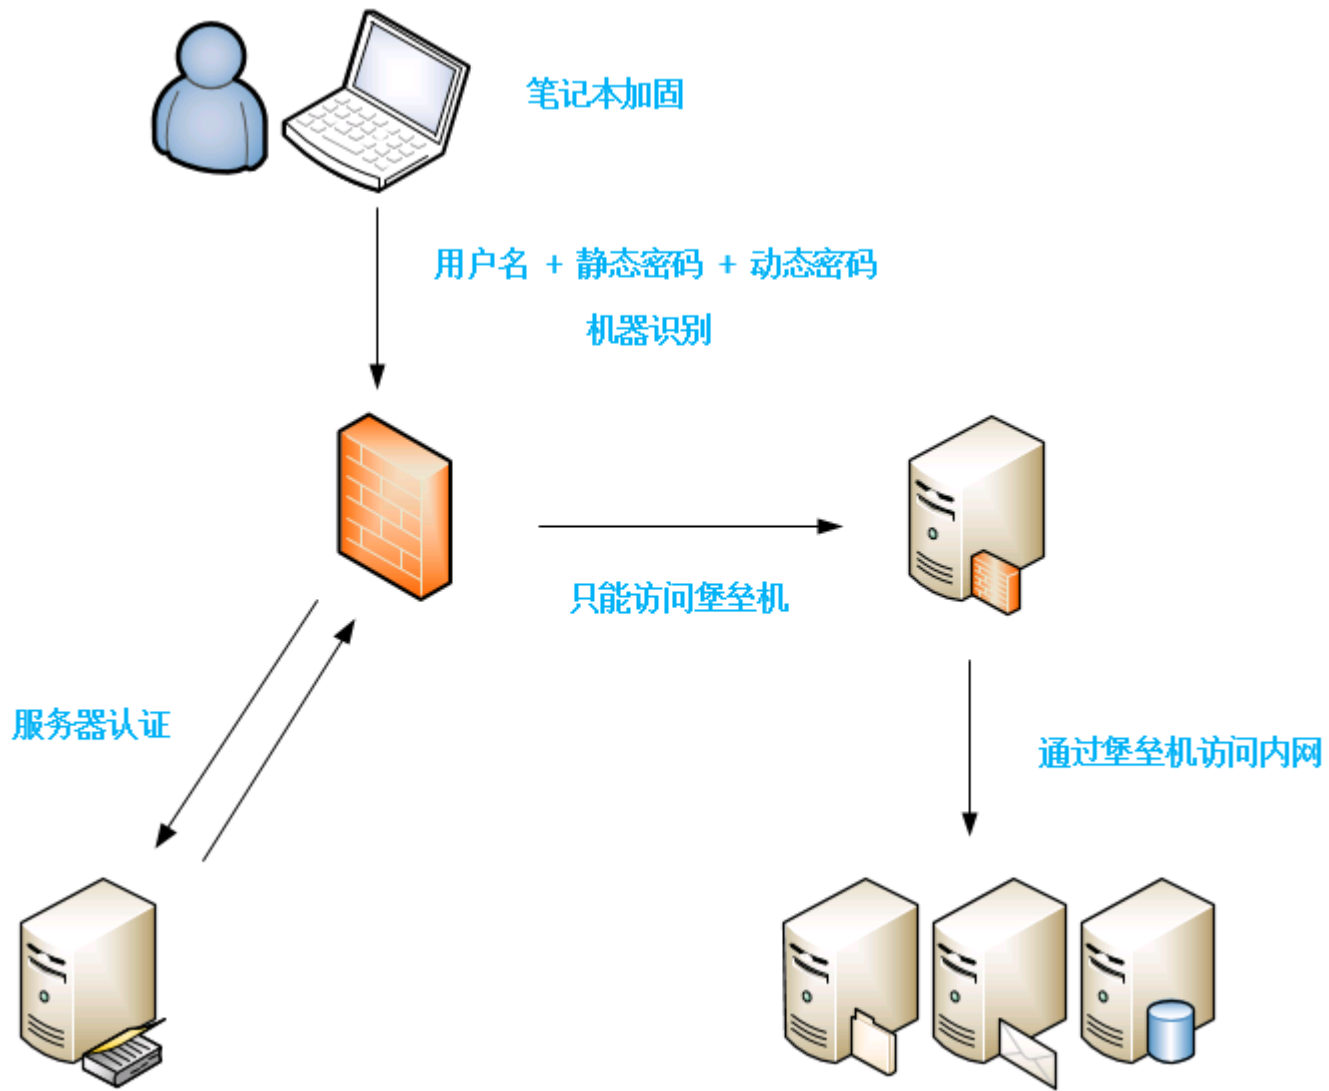 笔记本加固
用户名 + 静态密码 + 动态密码
机器识别
只能访问堡垒机
服务器认证
通过堡垒机访问内网